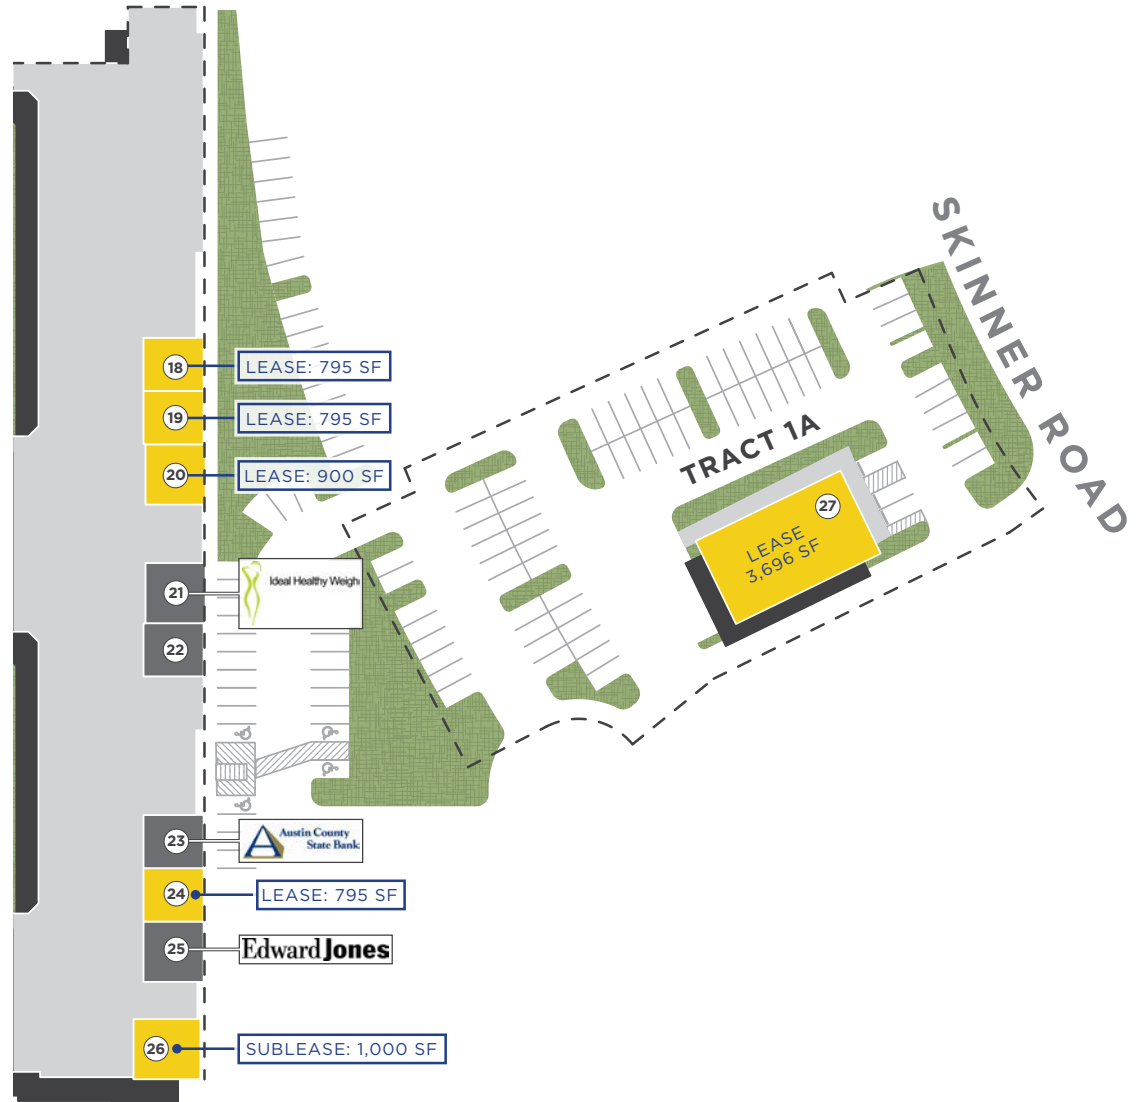 SKINNER ROAD
18
LEASE: 795 SF
19
LEASE: 795 SF
20
LEASE: 900 SF
TRACT 1A
27
LEASE
3,696 SF
21
Ideal Healthy Weigh
22
23
Austin County
State Bank
24
LEASE: 795 SF
25
Edward Jones
26
SUBLEASE: 1,000 SF